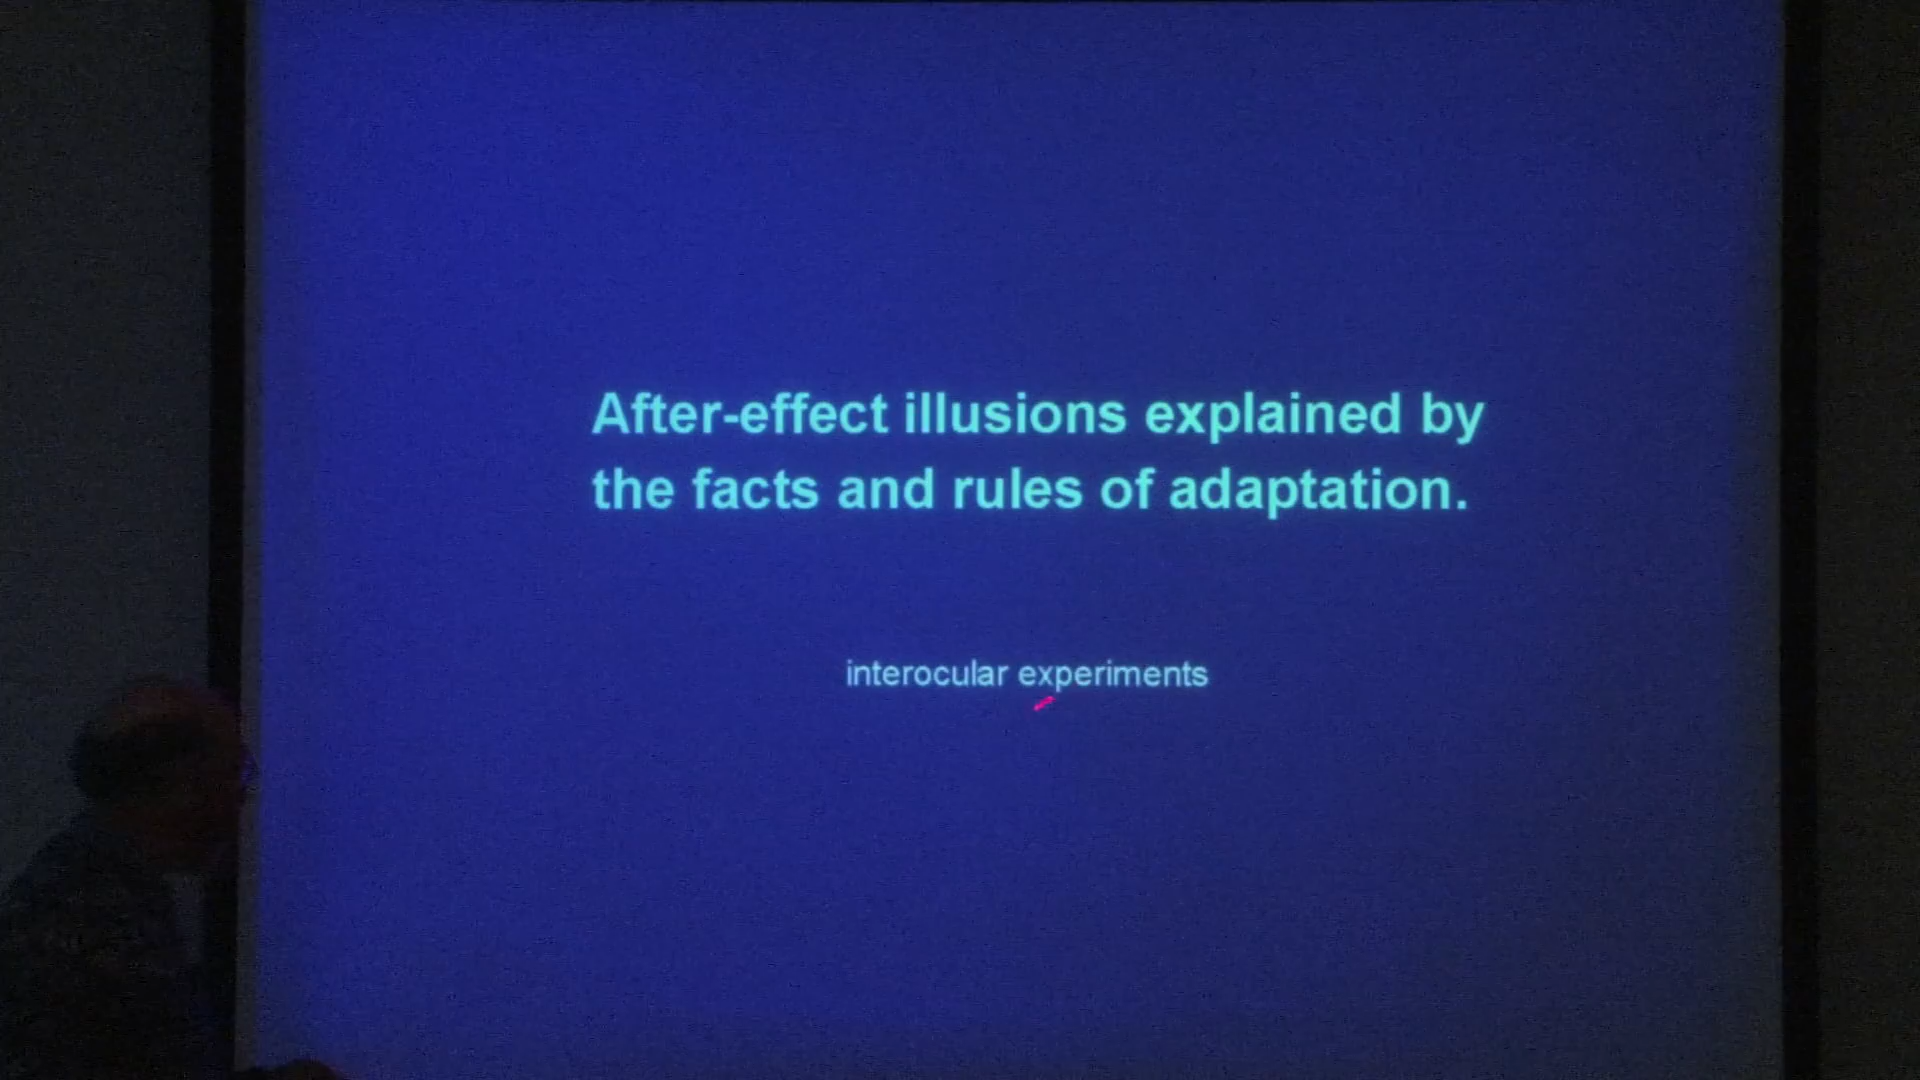 After-effect illusions explained by
the facts and rules of adaptation.
interocular experiments